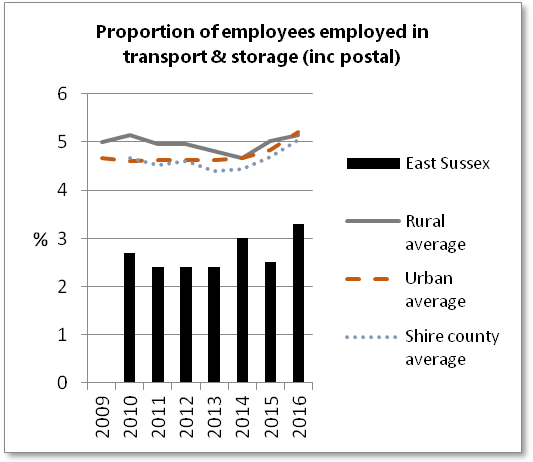 Proportion of employees employed in
transport & storage (inc postal)
6
5
4
3
2
1
0
%
2009
2010
2011
2012
2013
2014
2015
2016
East Sussex
Rural
average
Urban
average
Shire county
average